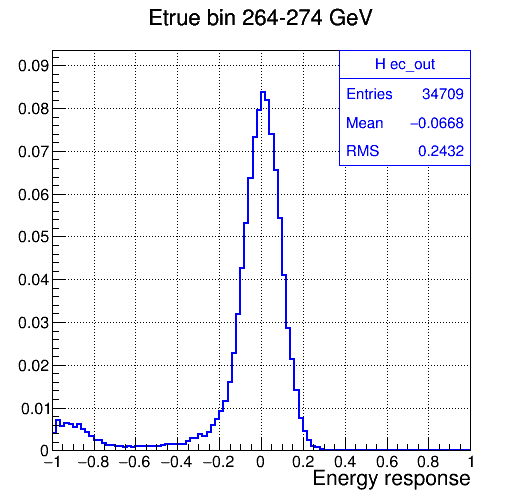 Etrue bin 264-274 GeV
H ec_out
Entries 34709
Mean −0.0668
RMS 0.2432
0.09
0.08
0.07
0.06
0.05
0.04
0.03
0.02
0.01
0
−1 −0.8 −0.6 −0.4 −0.2 0 0.2 0.4 0.6 0.8 1
Energy response